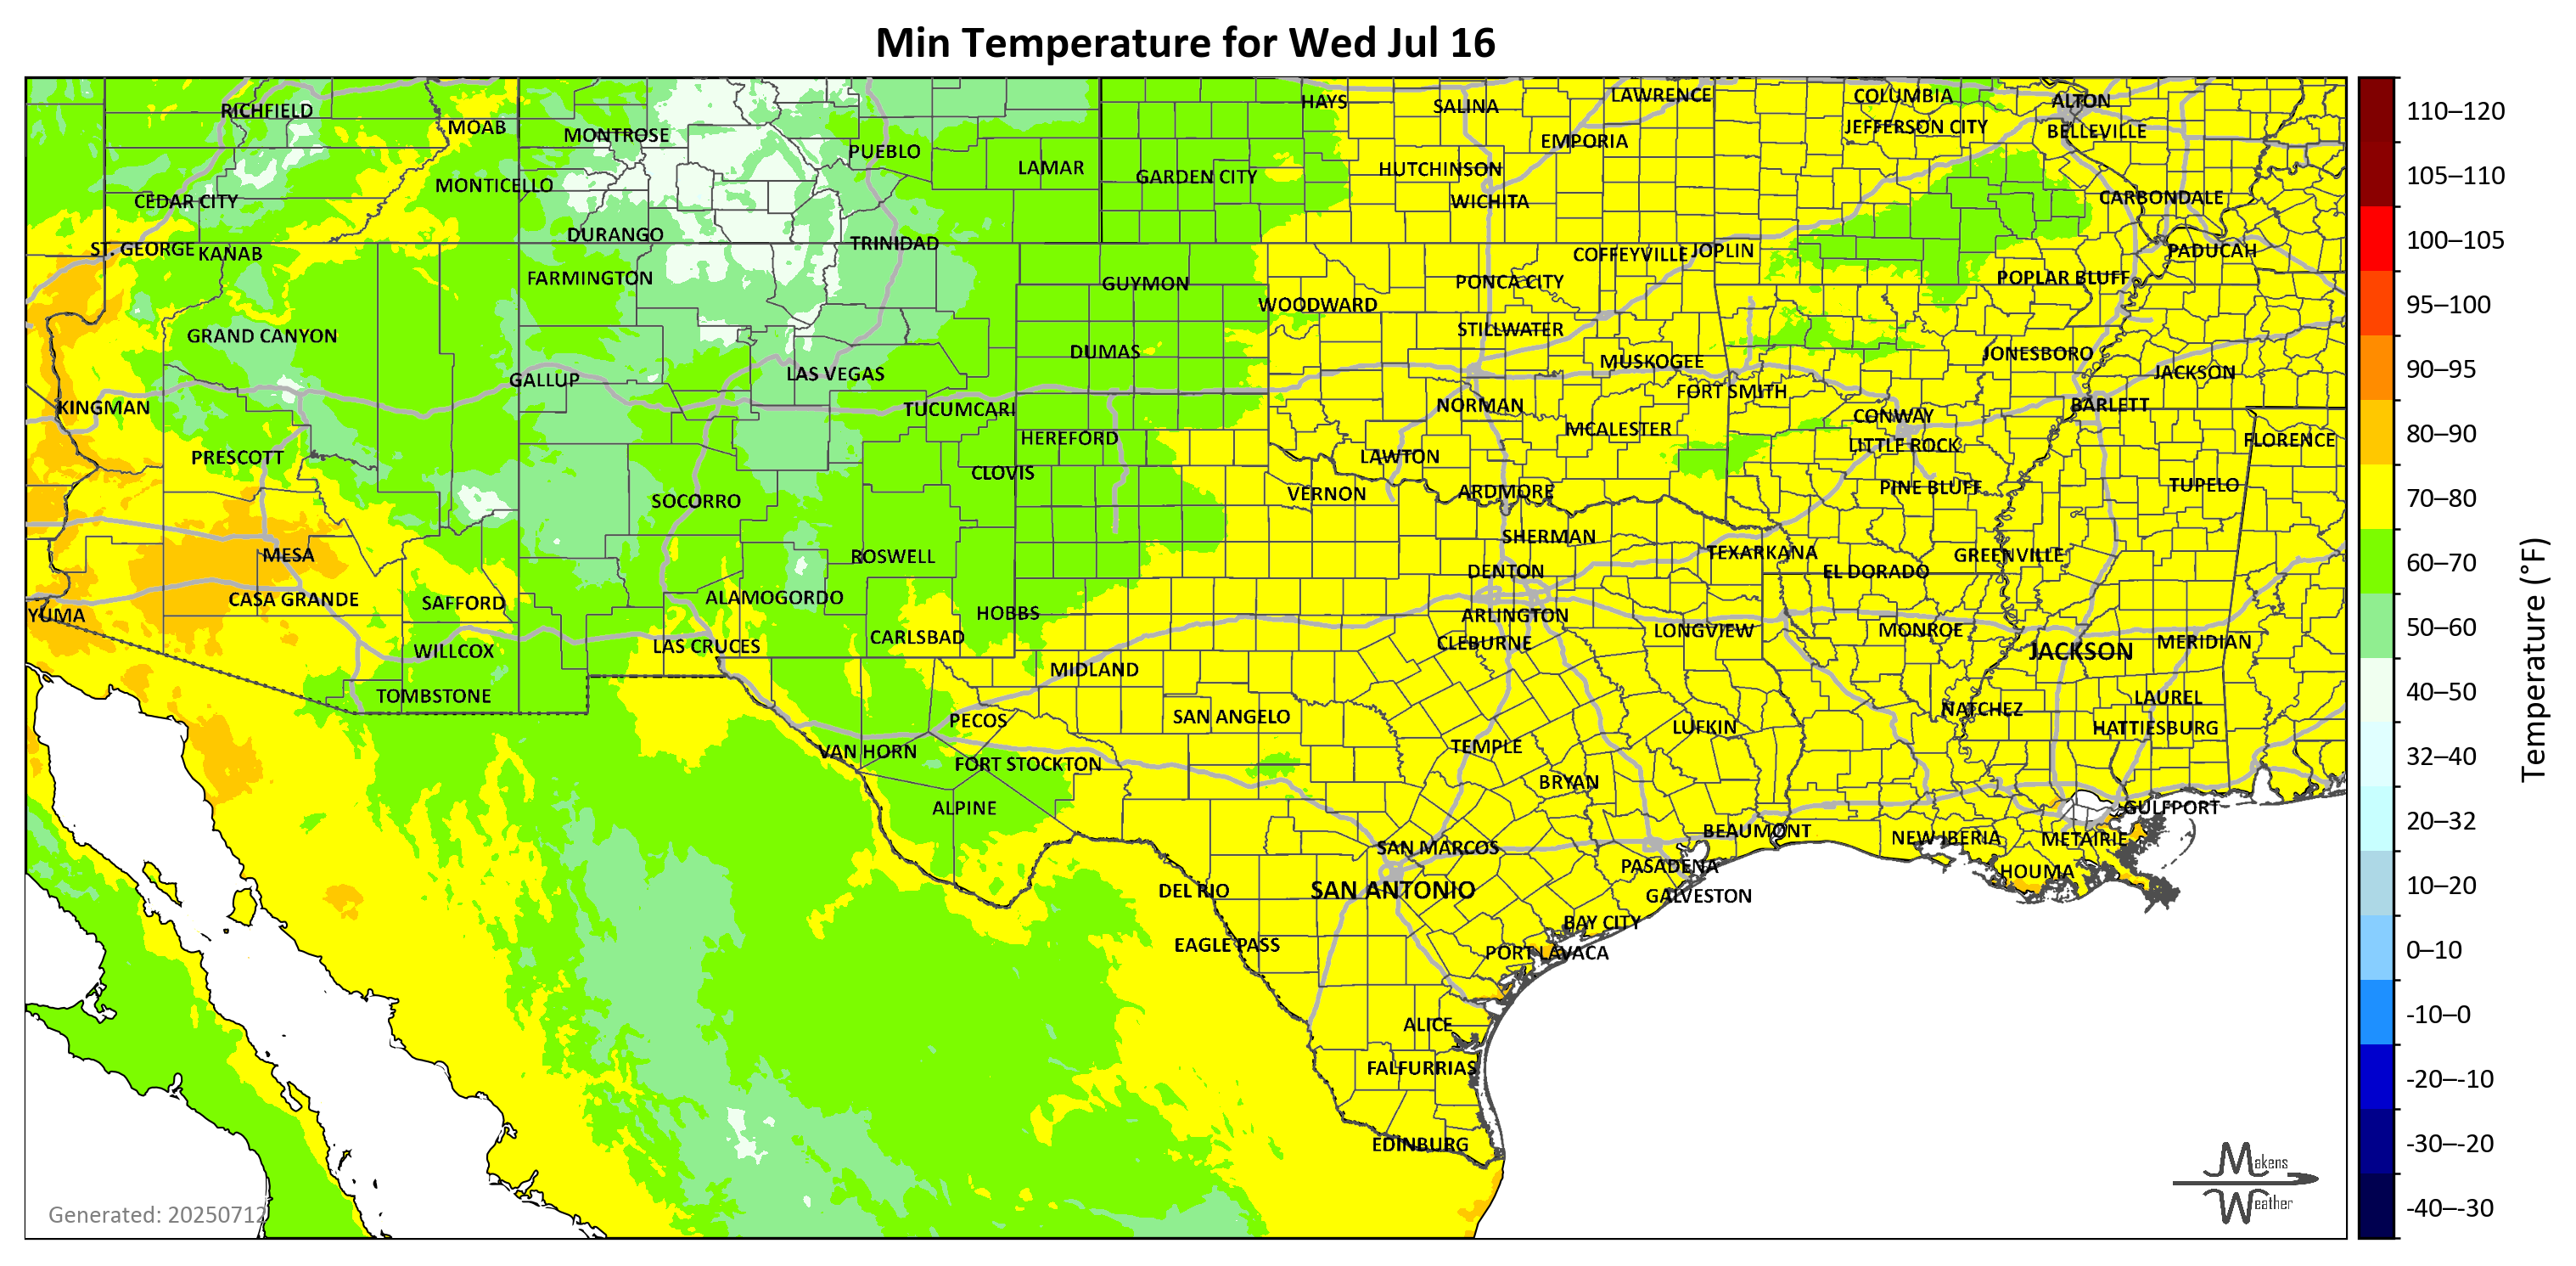 Min Temperature for Wed Jul 16
RICHFIELD
MOAB
MONTROSE
PUEBLO
LAMAR
GARDEN CITY
HAYS
SALINA
LAWRENCE
EMPORIA
HUTCHINSON
WICHITA
COLUMBIA
JEFFERSON CITY
ALTON
BELLEVILLE
CARBONDALE
CEDAR CITY
MONTICELLO
DURANGO
TRINIDAD
ST. GEORGE
KANAB
FARMINGTON
GUYMON
WOODWARD
PONCA CITY
COFFEYVILLE
JOPLIN
POPLAR BLUFF
PADUCAH
GRAND CANYON
DUMAS
STILLWATER
MUSKOGEE
JONESBORO
JACKSON
GALLUP
LAS VEGAS
FORT SMITH
KINGMAN
TUCUMCARI
NORMAN
CONWAY
BARLETT
HEREFORD
MCALESTER
LITTLE ROCK
FLORENCE
PRESCOTT
CLOVIS
LAWTON
SOCORRO
VERNON
ARDMORE
PINE BLUFF
TUPELO
MESA
ROSWELL
SHERMAN
TEXARKANA
GREENVILLE
DENTON
EL DORADO
CASA GRANDE
SAFFORD
ALAMOGORDO
HOBBS
YUMA
ARLINGTON
CARLSBAD
CLEBURNE
LONGVIEW
MONROE
JACKSON
MERIDIAN
WILLCOX
LAS CRUCES
MIDLAND
TOMBSTONE
PECOS
SAN ANGELO
LUFKIN
NATCHEZ
LAUREL
HATTIESBURG
VAN HORN
FORT STOCKTON
TEMPLE
BRYAN
ALPINE
GULFPORT
SAN MARCOS
BEAUMONT
NEW IBERIA
METAIRIE
DEL RIO
SAN ANTONIO
PASADENA
GALVESTON
HOUMA
EAGLE PASS
BAY CITY
PORT LAVACA
ALICE
FALFURRIAS
EDINBURG
Generated: 20250712
Makens
Weather
110–120
105–110
100–105
95–100
90–95
80–90
70–80
60–70
50–60
40–50
32–40
20–32
10–20
0–10
-10–0
-20–-10
-30–-20
-40–-30
Temperature (°F)